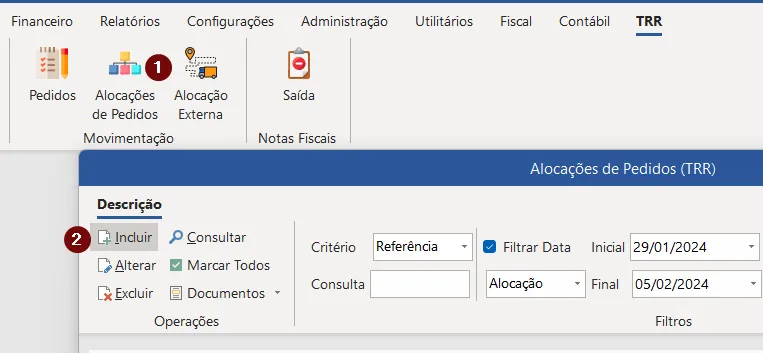 Financeiro Relatórios Configurações Administração Utilitários Fiscal Contábil TRR
1
Pedidos Alocações de Pedidos Alocação Externa Saída
Movimentação Notas Fiscais
Alocações de Pedidos (TRR)
Descrição
2 Incluir Consultar Critério Referência Filtrar Data Inicial 29/01/2024
Alterar Marcar Todos
Excluir Documentos Consulta Alocação Final 05/02/2024
Operações Filtros